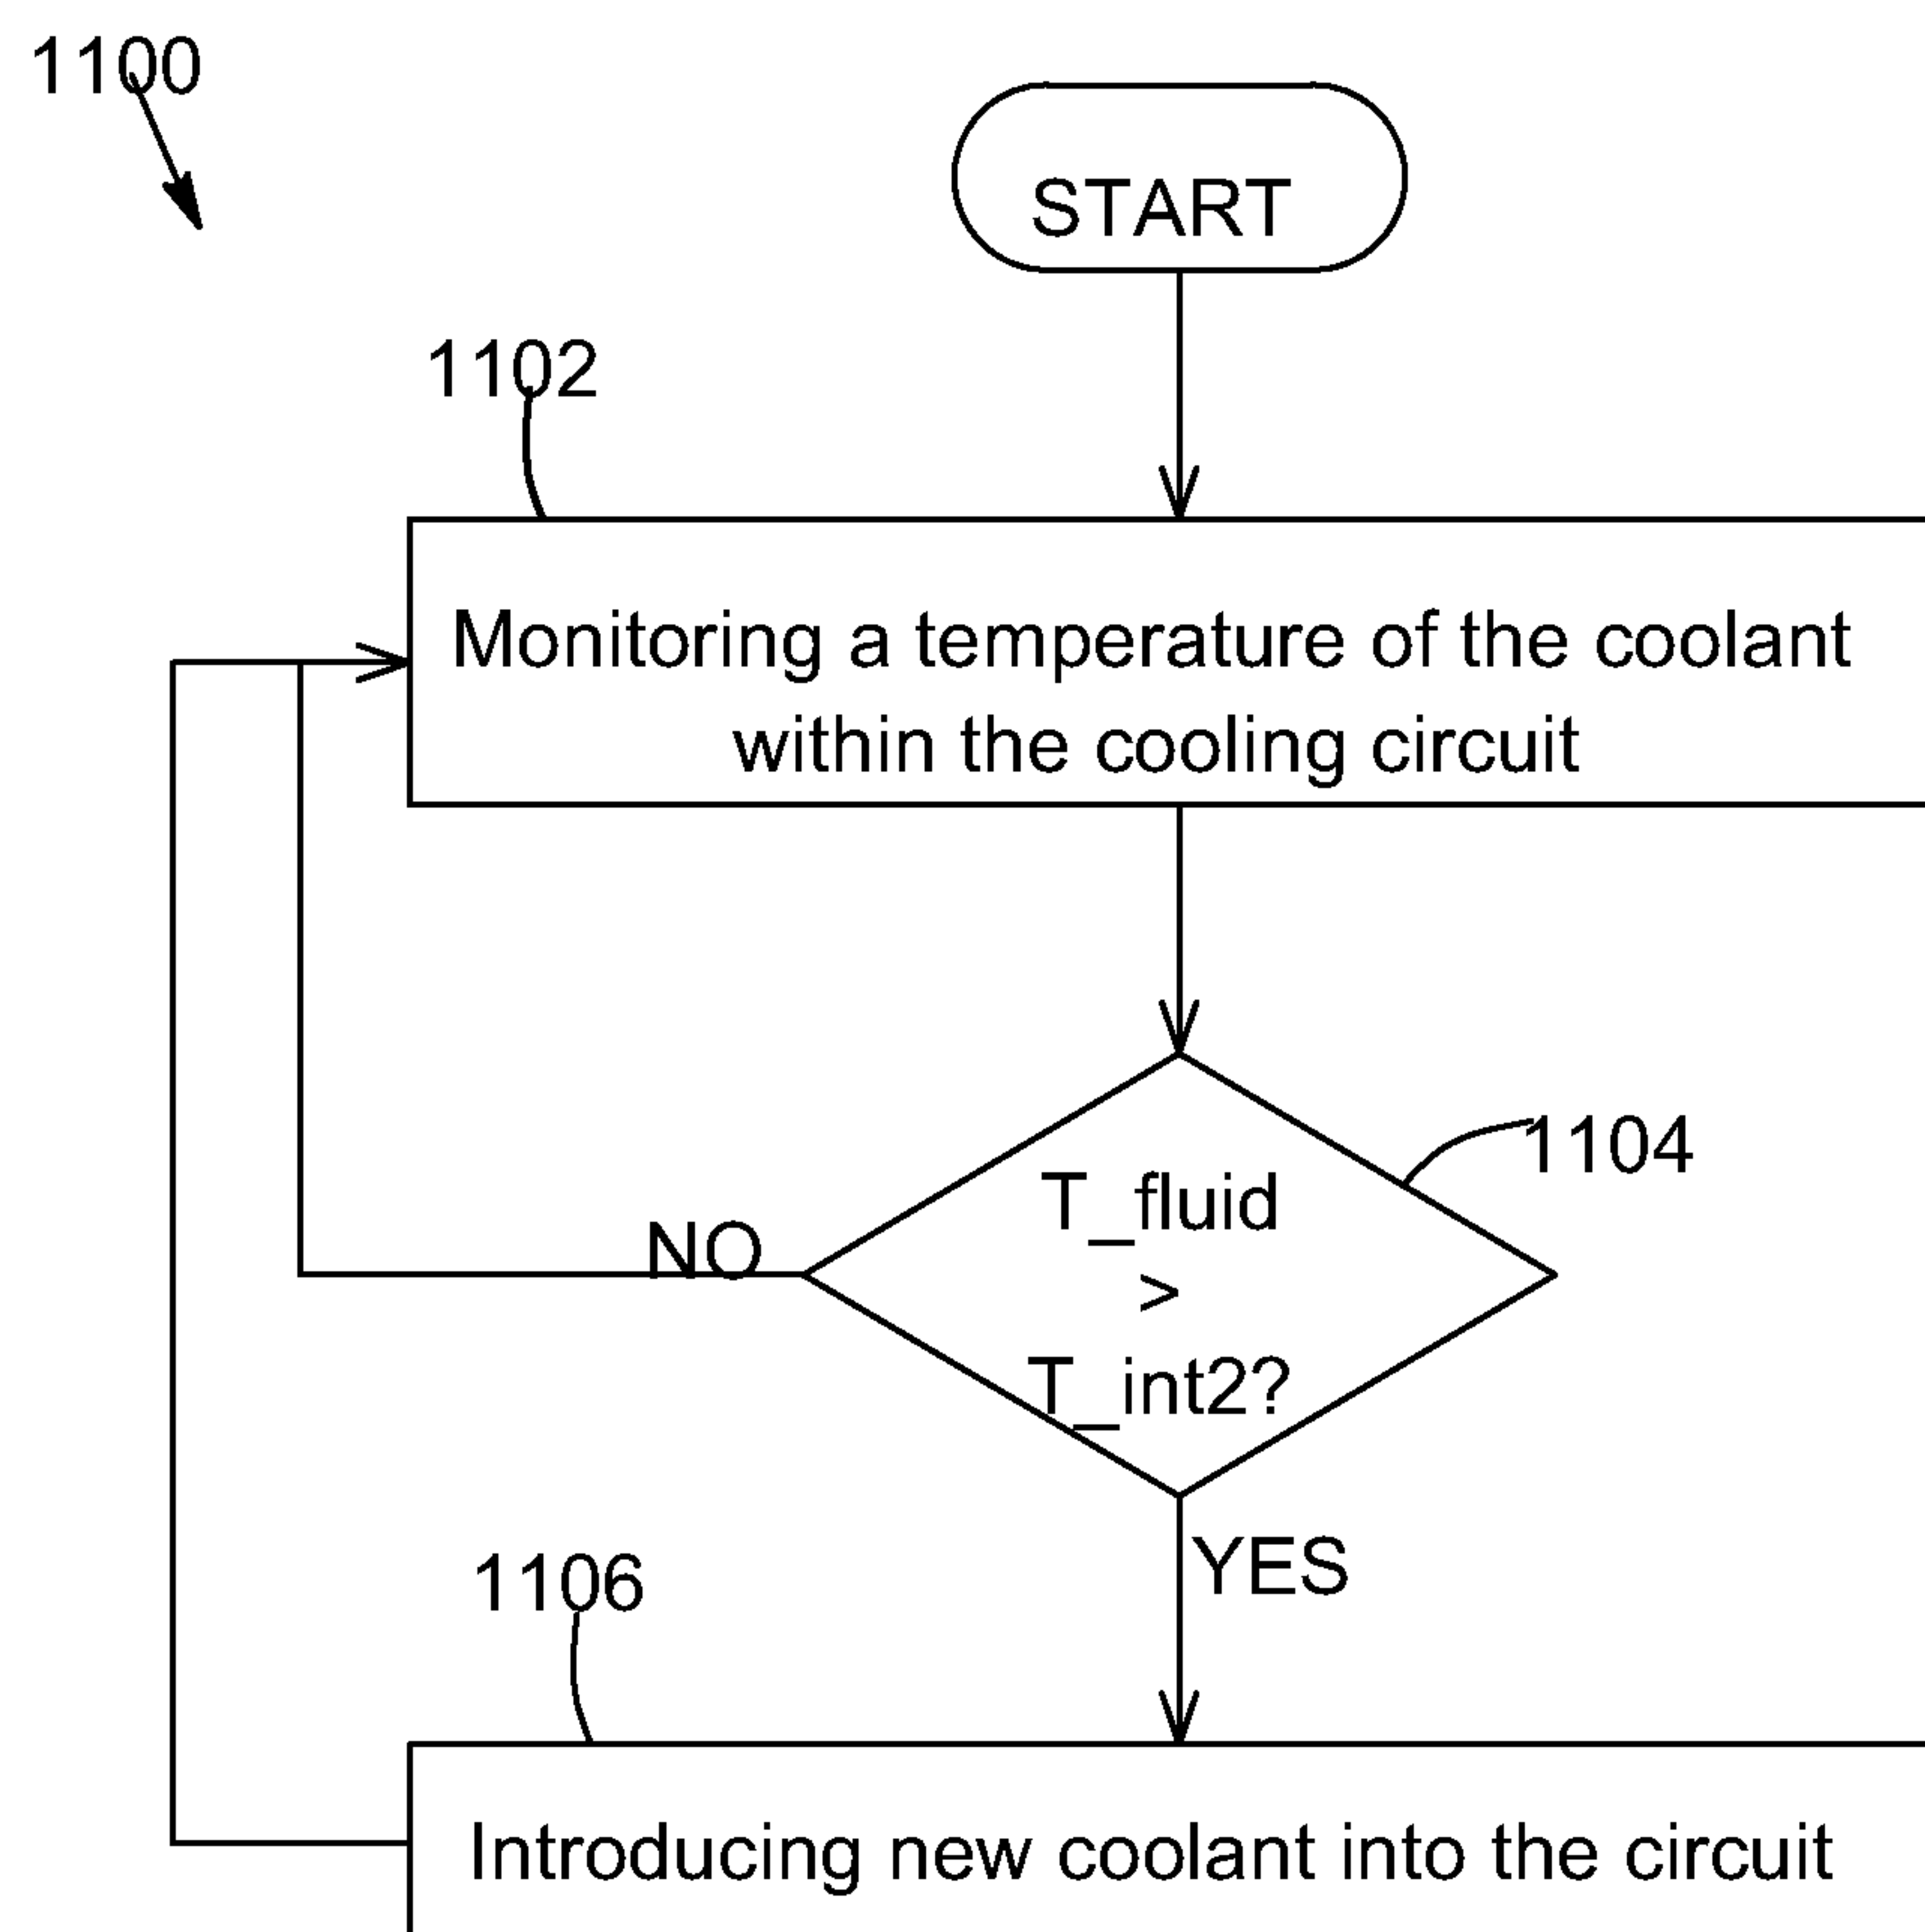 1100
START
1102
Monitoring a temperature of the coolant
within the cooling circuit
1104
T_fluid
>
T_int2?
NO
YES
1106
Introducing new coolant into the circuit